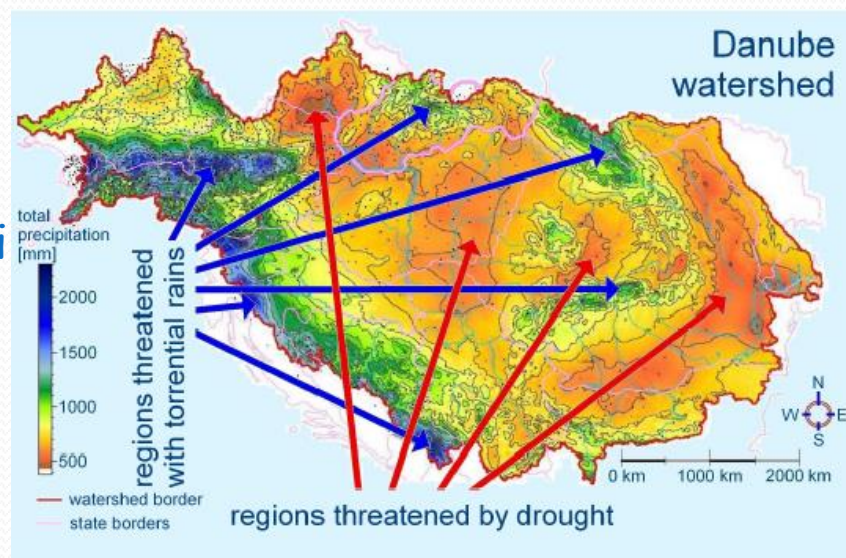 Danube
watershed
total
precipitation
[mm]
2000
1500
1000
500
regions threatened
with torrential rains
watershed border
state borders
regions threatened by drought
N
W E
S
0 km 1000 km 2000 km